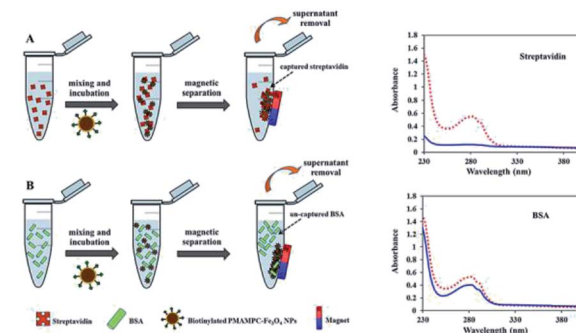 A
supernatant
removal
captured streptavidin
mixing and
incubation
magnetic
separation
B
supernatant
removal
un-captured BSA
mixing and
incubation
magnetic
separation
Streptavidin
BSA
Biotinylated PMAMPC-Fe₃O₄ NPs
Magnet
1.8
1.6
1.4
1.2
1
0.8
0.6
0.4
0.2
0
Absorbance
Streptavidin
230 280 330 380
Wavelength (nm)
1.8
1.6
1.4
1.2
1
0.8
0.6
0.4
0.2
0
Absorbance
BSA
230 280 330 380
Wavelength (nm)